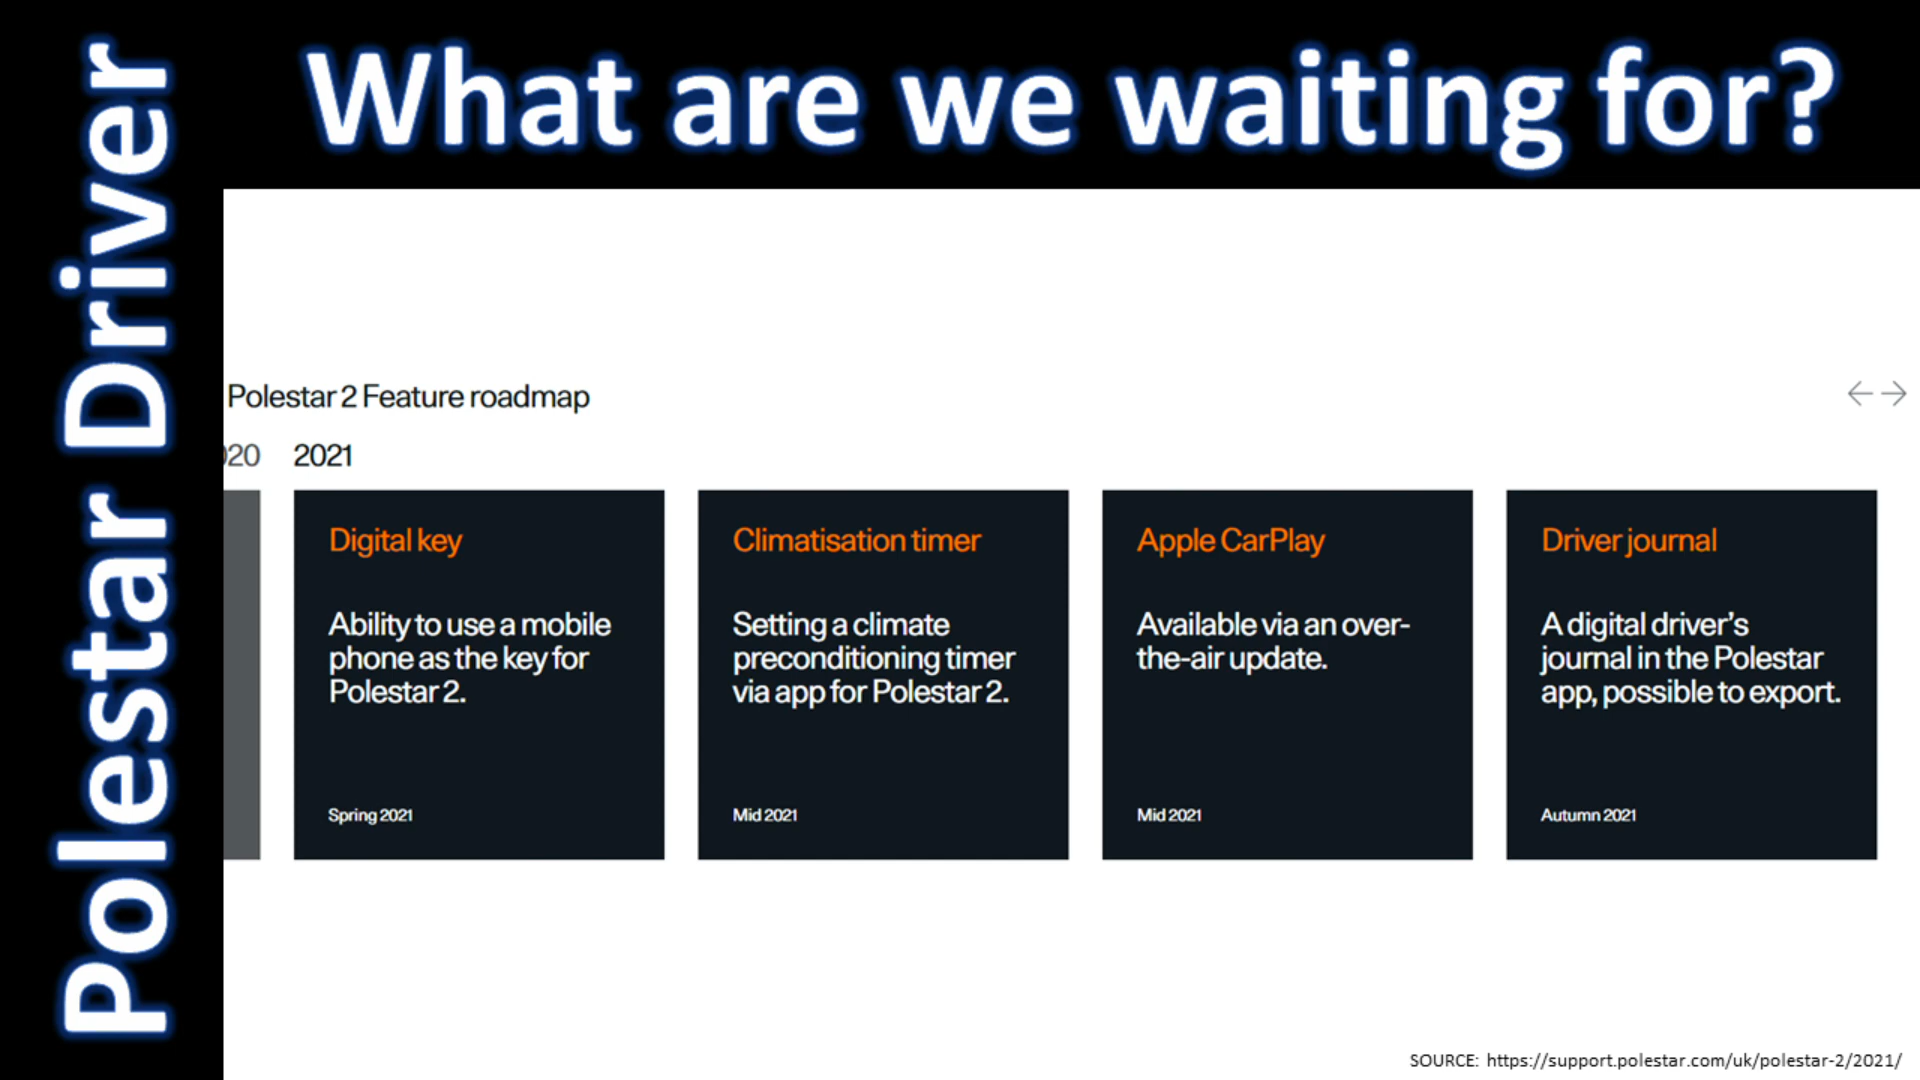 What are we waiting for?
Polestar Driver
Polestar 2 Feature roadmap
020 2021
Digital key
Ability to use a mobile
phone as the key for
Polestar 2.
Spring 2021
Climatisation timer
Setting a climate
preconditioning timer
via app for Polestar 2.
Mid 2021
Apple CarPlay
Available via an over-
the-air update.
Mid 2021
Driver journal
A digital driver's
journal in the Polestar
app, possible to export.
Autumn 2021
SOURCE: https://support.polestar.com/uk/polestar-2/2021/